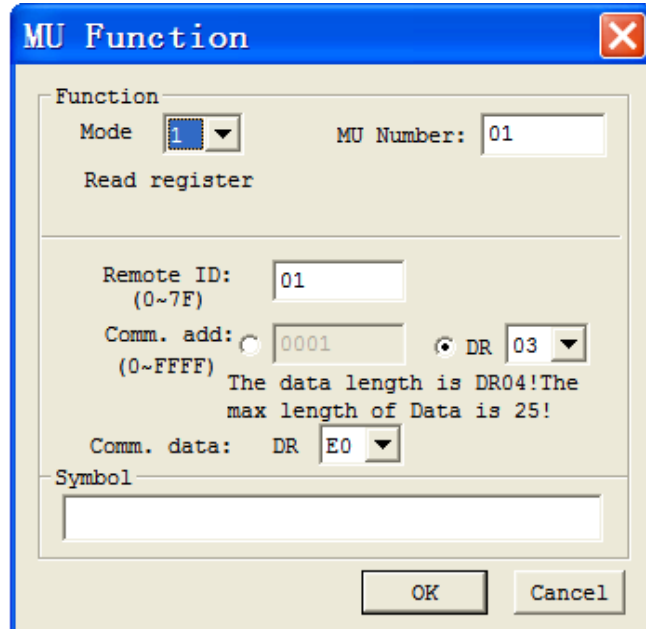 MU Function
Function
Mode 1 MU Number: 01
Read register
Remote ID: 01
(0~7F)
Comm. add: 0001 DR 03
(0~FFFF)
The data length is DR04!The
max length of Data is 25!
Comm. data: DR E0
Symbol
OK Cancel